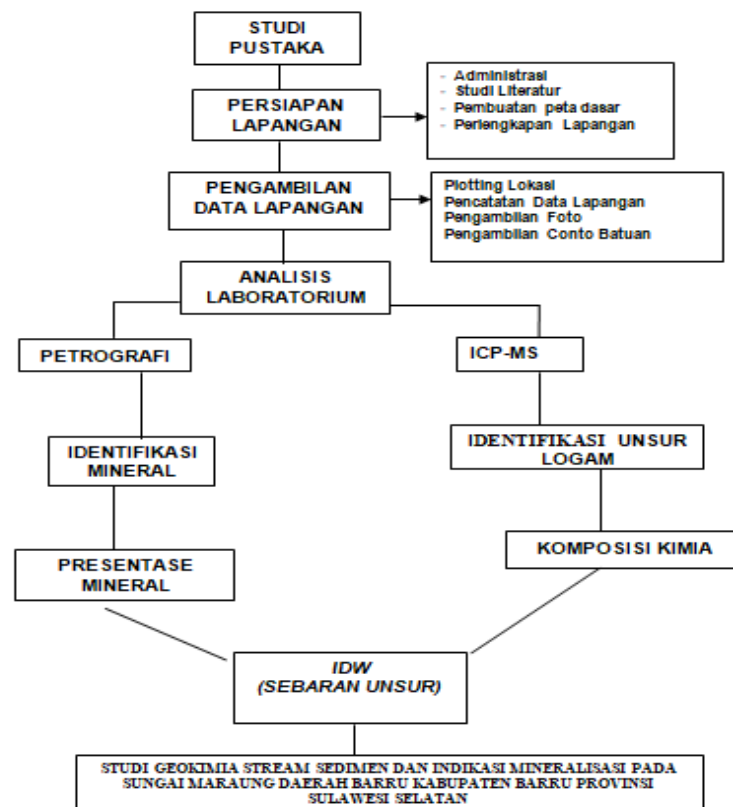 STUDI
PUSTAKA
PERSIAPAN
LAPANGAN
- Administrasi
- Studi Literatur
- Pembuatan peta dasar
- Perlengkapan Lapangan
PENGAMBILAN
DATA LAPANGAN
Plotting Lokasi
Pencatatan Data Lapangan
Pengambilan Foto
Pengambilan Conto Batuan
ANALISIS
LABORATORIUM
PETROGRAFI
ICP-MS
IDENTIFIKASI
MINERAL
IDENTIFIKASI UNSUR
LOGAM
PRESENTASE
MINERAL
KOMPOSISI KIMIA
IDW
(SEBARAN UNSUR)
STUDI GEOKIMIA STREAM SEDIMEN DAN INDIKASI MINERALISASI PADA
SUNGAI MARAUNG DAERAH BARRU KABUPATEN BARRU PROVINSI
SULAWESI SELATAN